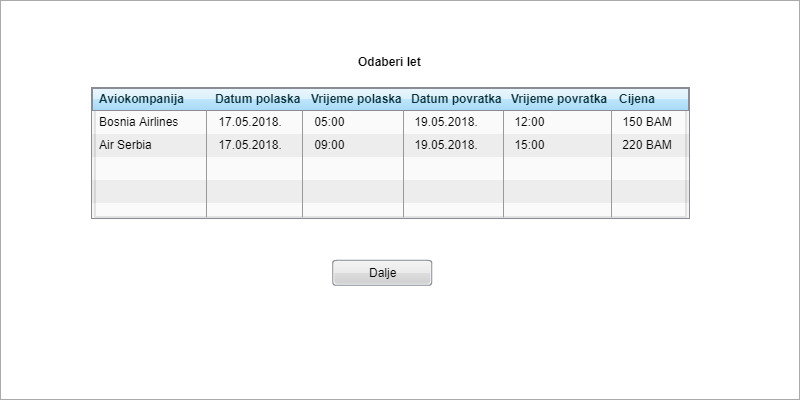 Odaberi let
Aviokompanija Datum polaska Vrijeme polaska Datum povratka Vrijeme povratka Cijena
Bosnia Airlines 17.05.2018. 05:00 19.05.2018. 12:00 150 BAM
Air Serbia 17.05.2018. 09:00 19.05.2018. 15:00 220 BAM
Dalje